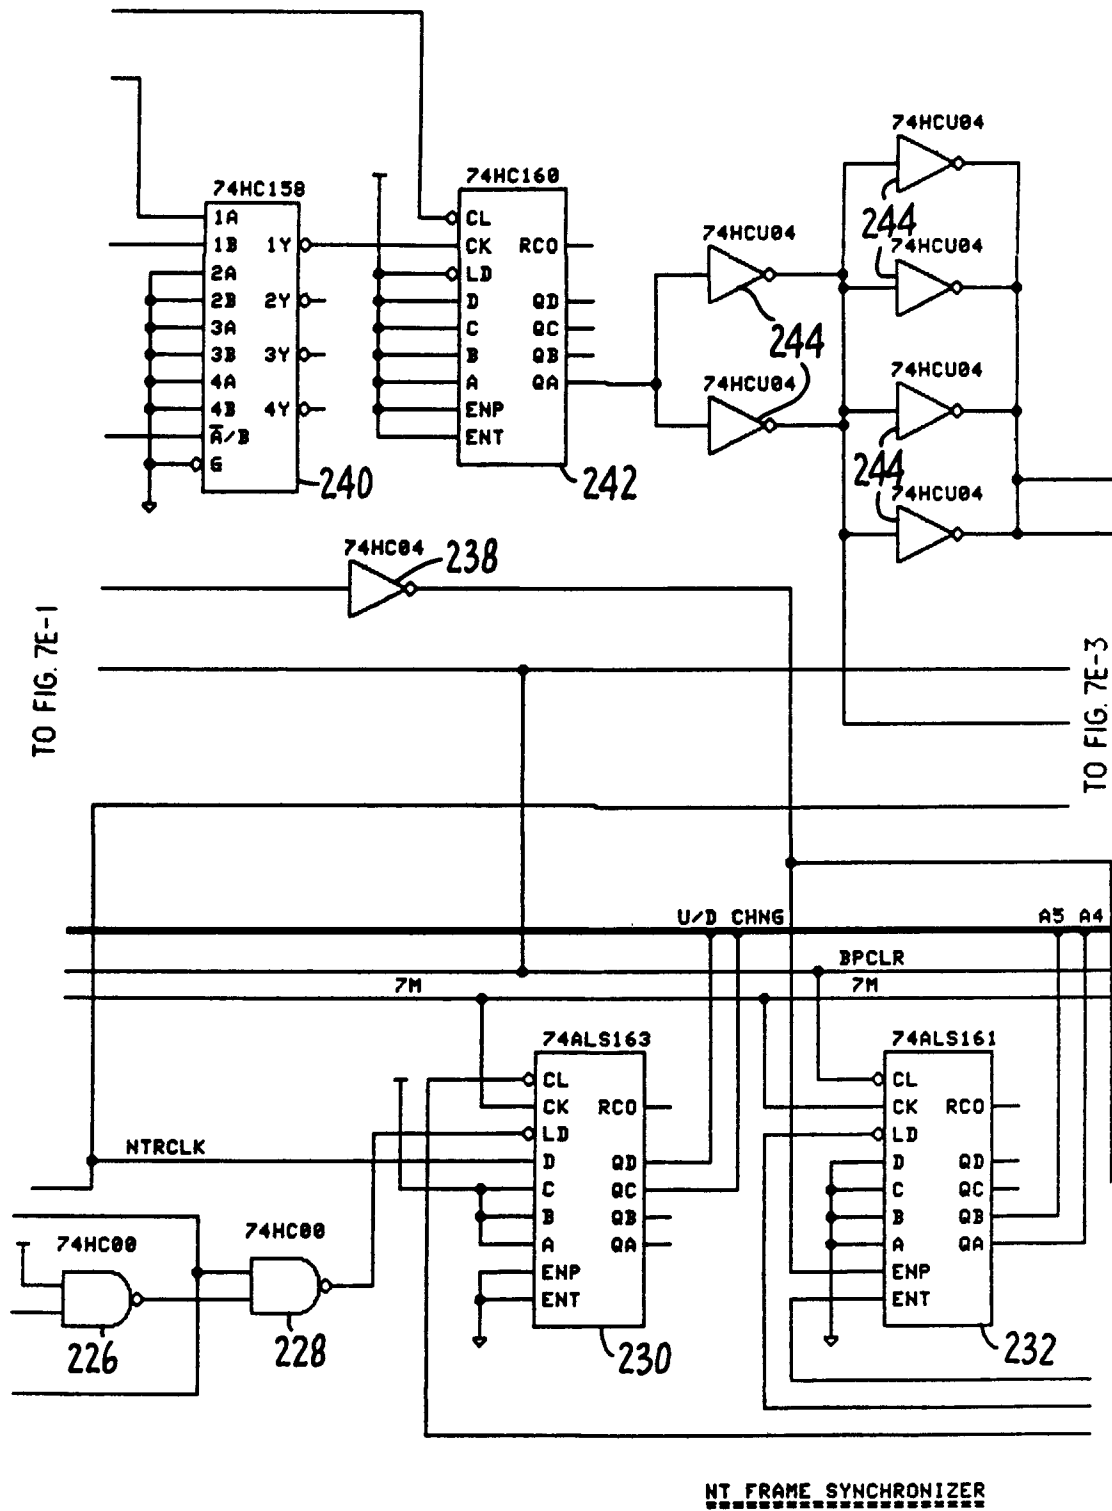 74HCU04
74HC160
74HC158
244
1A
1B 1Y
2A
2B 2Y
3A
3B 3Y
4A
4B 4Y
A̅/B
G
240
CL
CK RCO
LD
D QD
C QC
B QB
A QA
ENP
ENT
242
74HCU04
244
74HCU04
74HCU04
74HCU04
244
74HCU04
74HC04
238
TO FIG. 7E-1
TO FIG. 7E-3
U/D CHNG A5 A4
BPCLR
7M 7M
74ALS163
CL
CK RCO
LD
D QD
C QC
B QB
A QA
ENP
ENT
230
74ALS161
CL
CK RCO
LD
D QD
C QC
B QB
A QA
ENP
ENT
232
NTRCLK
74HC00
226
74HC00
228
NT FRAME SYNCHRONIZER